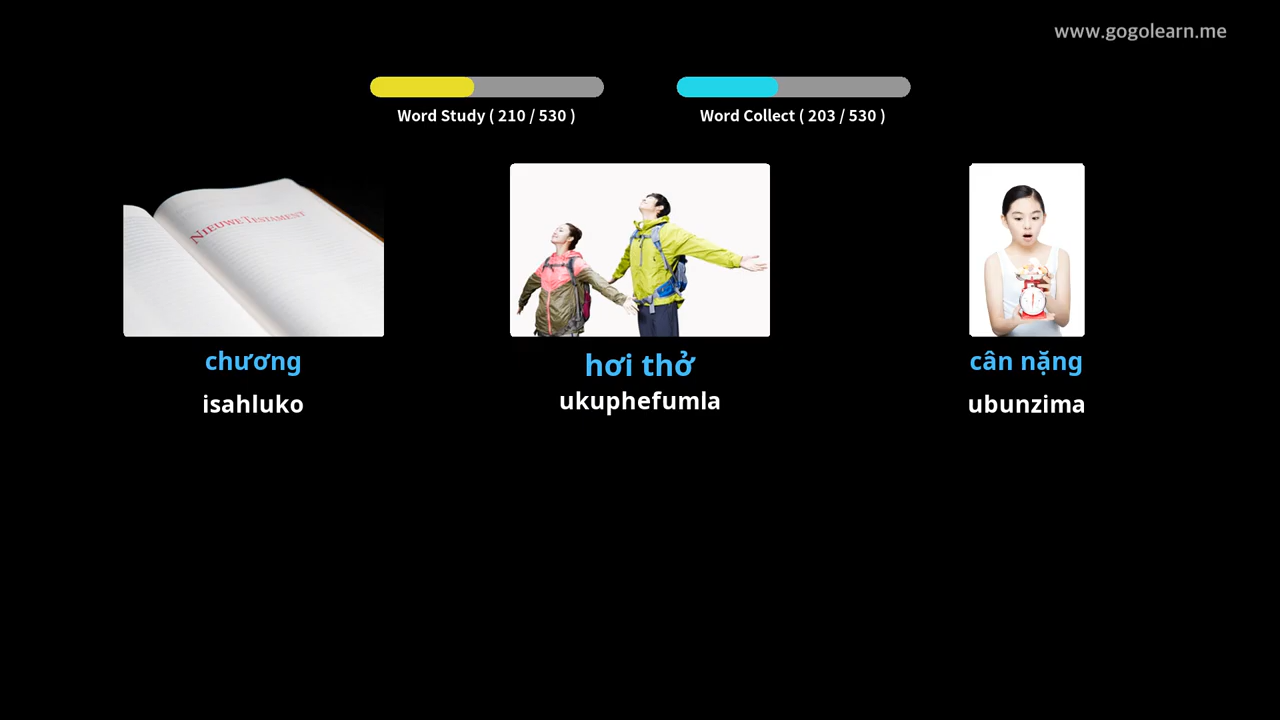 www.gogolearn.me
Word Study ( 210 / 530 )
Word Collect ( 203 / 530 )
NIEUWE TESTAMENT
chương
hơi thở
cân nặng
isahluko
ukuphefumla
ubunzima